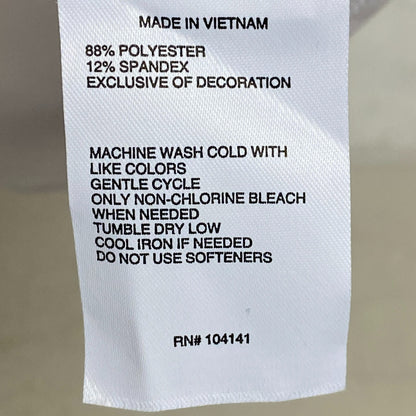 MADE IN VIETNAM
88% POLYESTER
12% SPANDEX
EXCLUSIVE OF DECORATION
MACHINE WASH COLD WITH
LIKE COLORS
GENTLE CYCLE
ONLY NON-CHLORINE BLEACH
WHEN NEEDED
TUMBLE DRY LOW
COOL IRON IF NEEDED
DO NOT USE SOFTENERS
RN# 104141